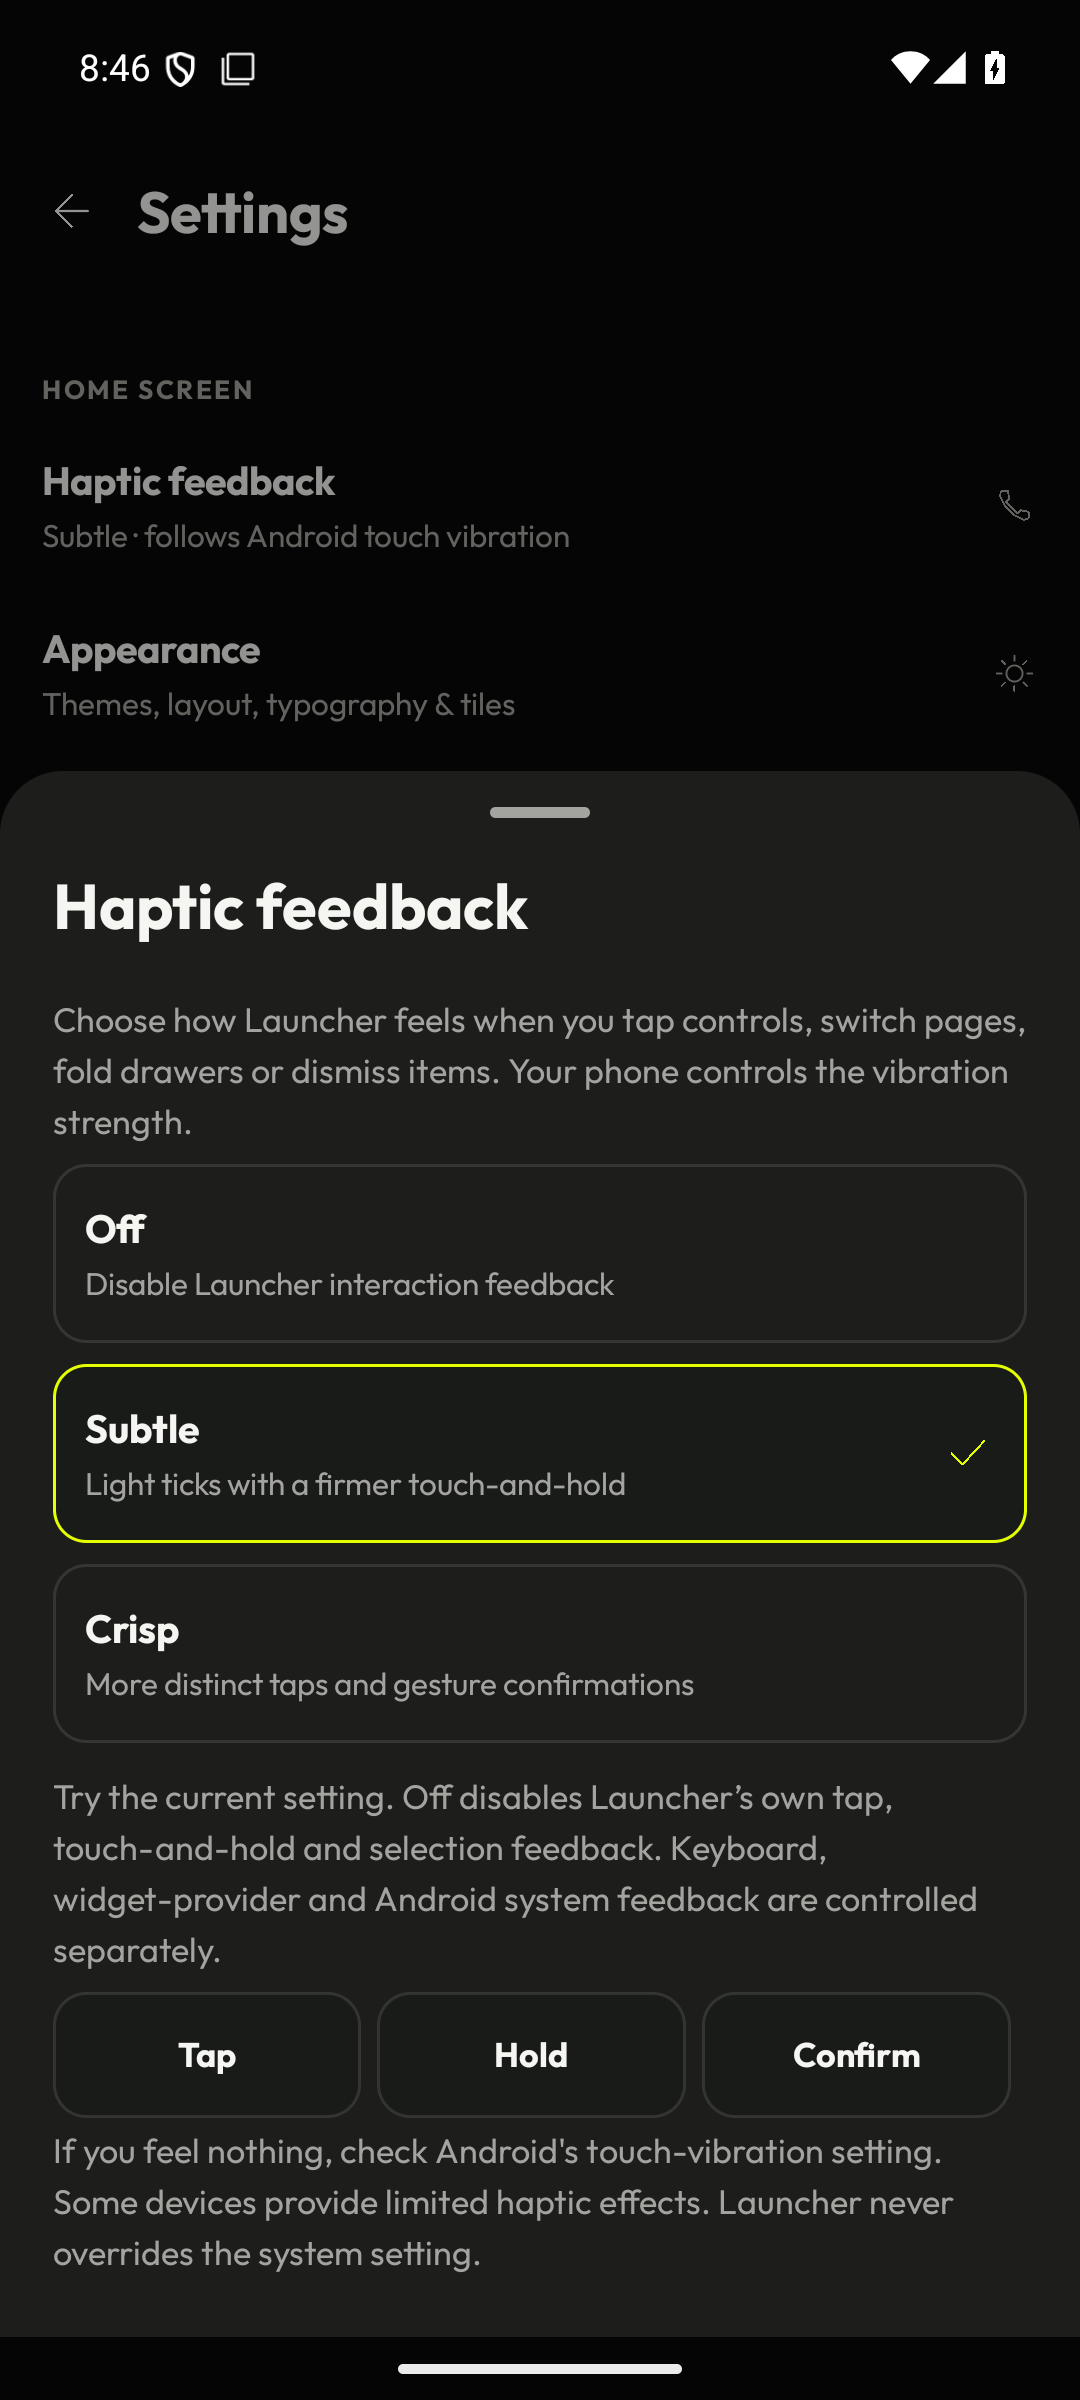 8:46
Settings
HOME SCREEN
Haptic feedback
Subtle · follows Android touch vibration
Appearance
Themes, layout, typography & tiles
Haptic feedback
Choose how Launcher feels when you tap controls, switch pages,
fold drawers or dismiss items. Your phone controls the vibration
strength.
Off
Disable Launcher interaction feedback
Subtle
Light ticks with a firmer touch-and-hold
Crisp
More distinct taps and gesture confirmations
Try the current setting. Off disables Launcher’s own tap,
touch-and-hold and selection feedback. Keyboard,
widget-provider and Android system feedback are controlled
separately.
Tap
Hold
Confirm
If you feel nothing, check Android's touch-vibration setting.
Some devices provide limited haptic effects. Launcher never
overrides the system setting.